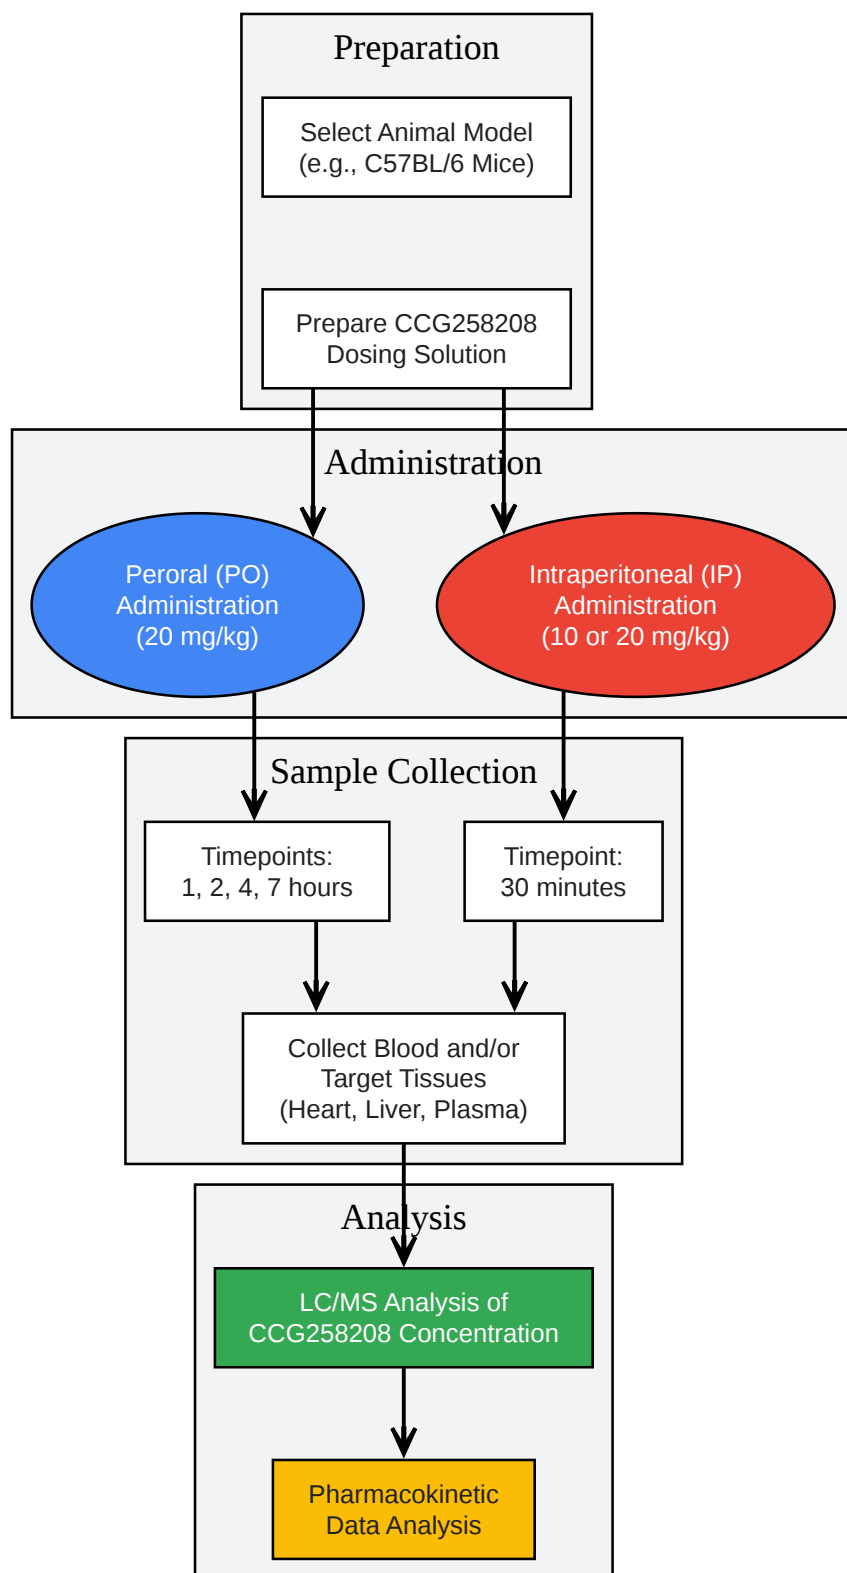 Preparation
Select Animal Model
(e.g., C57BL/6 Mice)
Prepare CCG258208
Dosing Solution
Administration
Peroral (PO)
Administration
(20 mg/kg)
Intraperitoneal (IP)
Administration
(10 or 20 mg/kg)
Sample Collection
Timepoints:
1, 2, 4, 7 hours
Timepoint:
30 minutes
Collect Blood and/or
Target Tissues
(Heart, Liver, Plasma)
Analysis
LC/MS Analysis of
CCG258208 Concentration
Pharmacokinetic
Data Analysis